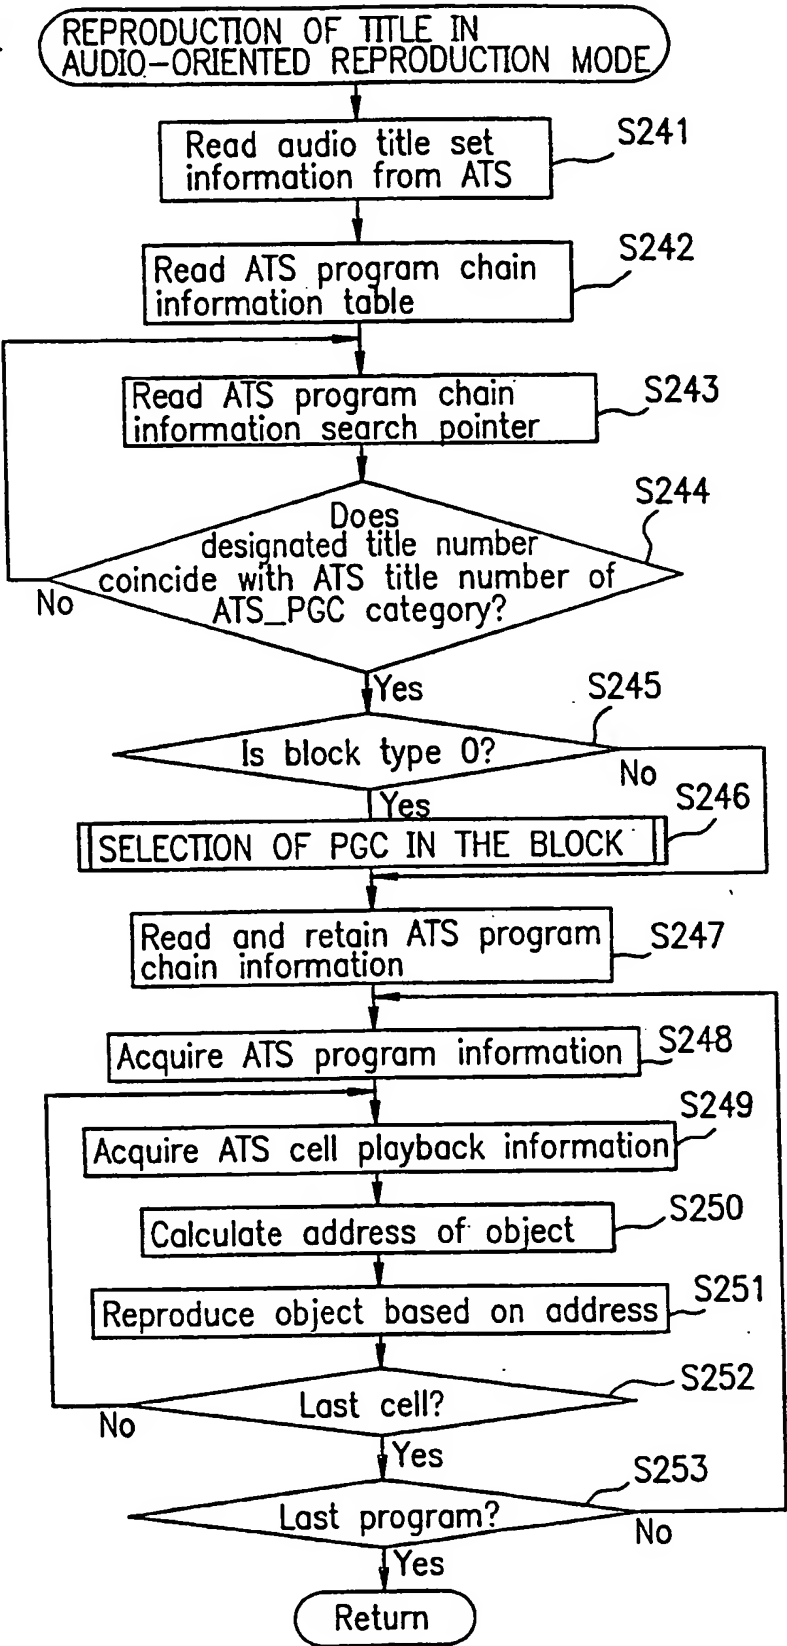 REPRODUCTION OF TITLE IN
AUDIO-ORIENTED REPRODUCTION MODE
Read audio title set
information from ATS
S241
Read ATS program chain
information table
S242
Read ATS program chain
information search pointer
S243
Does
designated title number
coincide with ATS title number of
ATS_PGC category?
S244
No
Yes
Is block type 0?
S245
No
Yes
SELECTION OF PGC IN THE BLOCK
S246
Read and retain ATS program
chain information
S247
Acquire ATS program information
S248
Acquire ATS cell playback information
S249
Calculate address of object
S250
Reproduce object based on address
S251
Last cell?
S252
No
Yes
Last program?
S253
No
Yes
Return